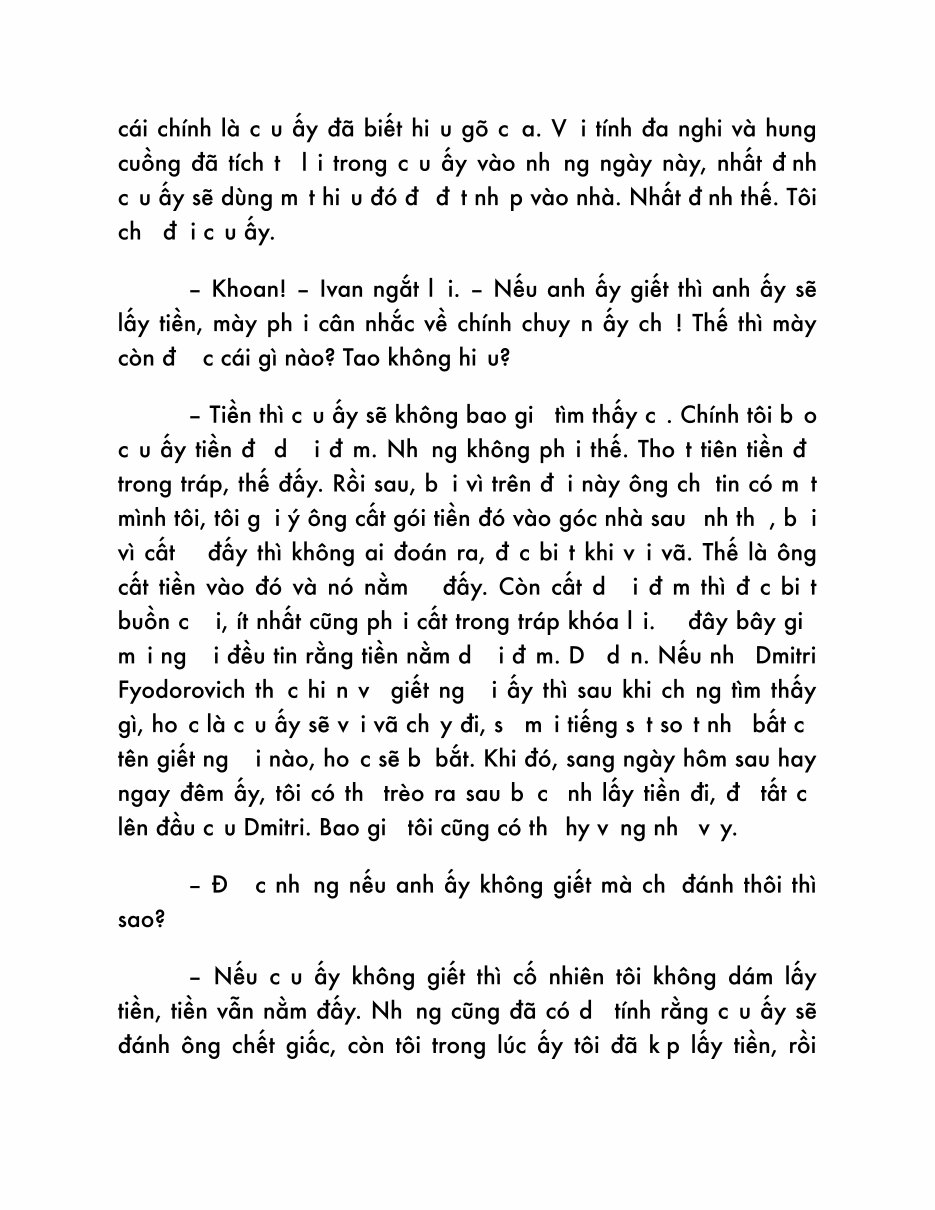 cái chính là c u ấy đã biết hi u gõ c a. V i tính đa nghi và hung
cuồng đã tích t l i trong c u ấy vào nh ng ngày này, nhất đ nh
c u ấy sẽ dùng m t hi u đó đ đ t nh p vào nhà. Nhất đ nh thế. Tôi
ch đ i c u ấy.
– Khoan! – Ivan ngắt l i. – Nếu anh ấy giết thì anh ấy sẽ
lấy tiền, mày ph i cân nhắc về chính chuy n ấy ch ! Thế thì mày
còn đ c cái gì nào? Tao không hi u?
– Tiền thì c u ấy sẽ không bao gi tìm thấy c . Chính tôi b o
c u ấy tiền đ d i đ m. Nh ng không ph i thế. Tho t tiên tiền đ
trong tráp, thế đấy. Rồi sau, b i vì trên đ i này ông ch tin có m t
mình tôi, tôi g i ý ông cất gói tiền đó vào góc nhà sau nh th , b i
vì cất đấy thì không ai đoán ra, đ c bi t khi v i vã. Thế là ông
cất tiền vào đó và nó nằm đấy. Còn cất d i đ m thì đ c bi t
buồn c i, ít nhất cũng ph i cất trong tráp khóa l i. đây bây gi
m i ng i đều tin rằng tiền nằm d i đ m. D d n. Nếu nh Dmitri
Fyodorovich th c hi n v giết ng i ấy thì sau khi ch ng tìm thấy
gì, ho c là c u ấy sẽ v i vã ch y đi, s m i tiếng s t so t nh bất c
tên giết ng i nào, ho c sẽ b bắt. Khi đó, sang ngày hôm sau hay
ngay đêm ấy, tôi có th trèo ra sau b c nh lấy tiền đi, đ tất c
lên đầu c u Dmitri. Bao gi tôi cũng có th hy v ng nh v y.
– Đ c nh ng nếu anh ấy không giết mà ch đánh thôi thì
sao?
– Nếu c u ấy không giết thì cố nhiên tôi không dám lấy
tiền, tiền vẫn nằm đấy. Nh ng cũng đã có d tính rằng c u ấy sẽ
đánh ông chết giấc, còn tôi trong lúc ấy tôi đã k p lấy tiền, rồi